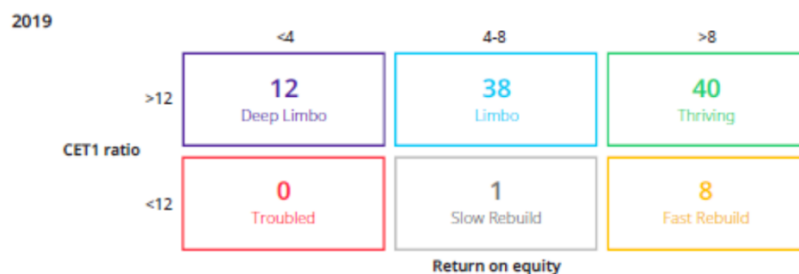 2019
<4 4-8 >8
>12
12 38 40
Deep Limbo Limbo Thriving
CET1 ratio
<12
0 1 8
Troubled Slow Rebuild Fast Rebuild
Return on equity